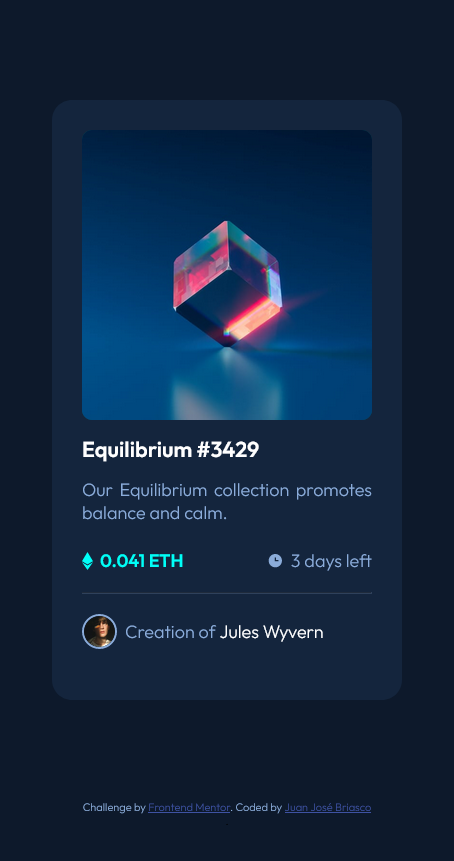 Equilibrium #3429
Our Equilibrium collection promotes
balance and calm.
0.041 ETH 3 days left
Creation of Jules Wyvern
Challenge by Frontend Mentor. Coded by Juan José Briasco